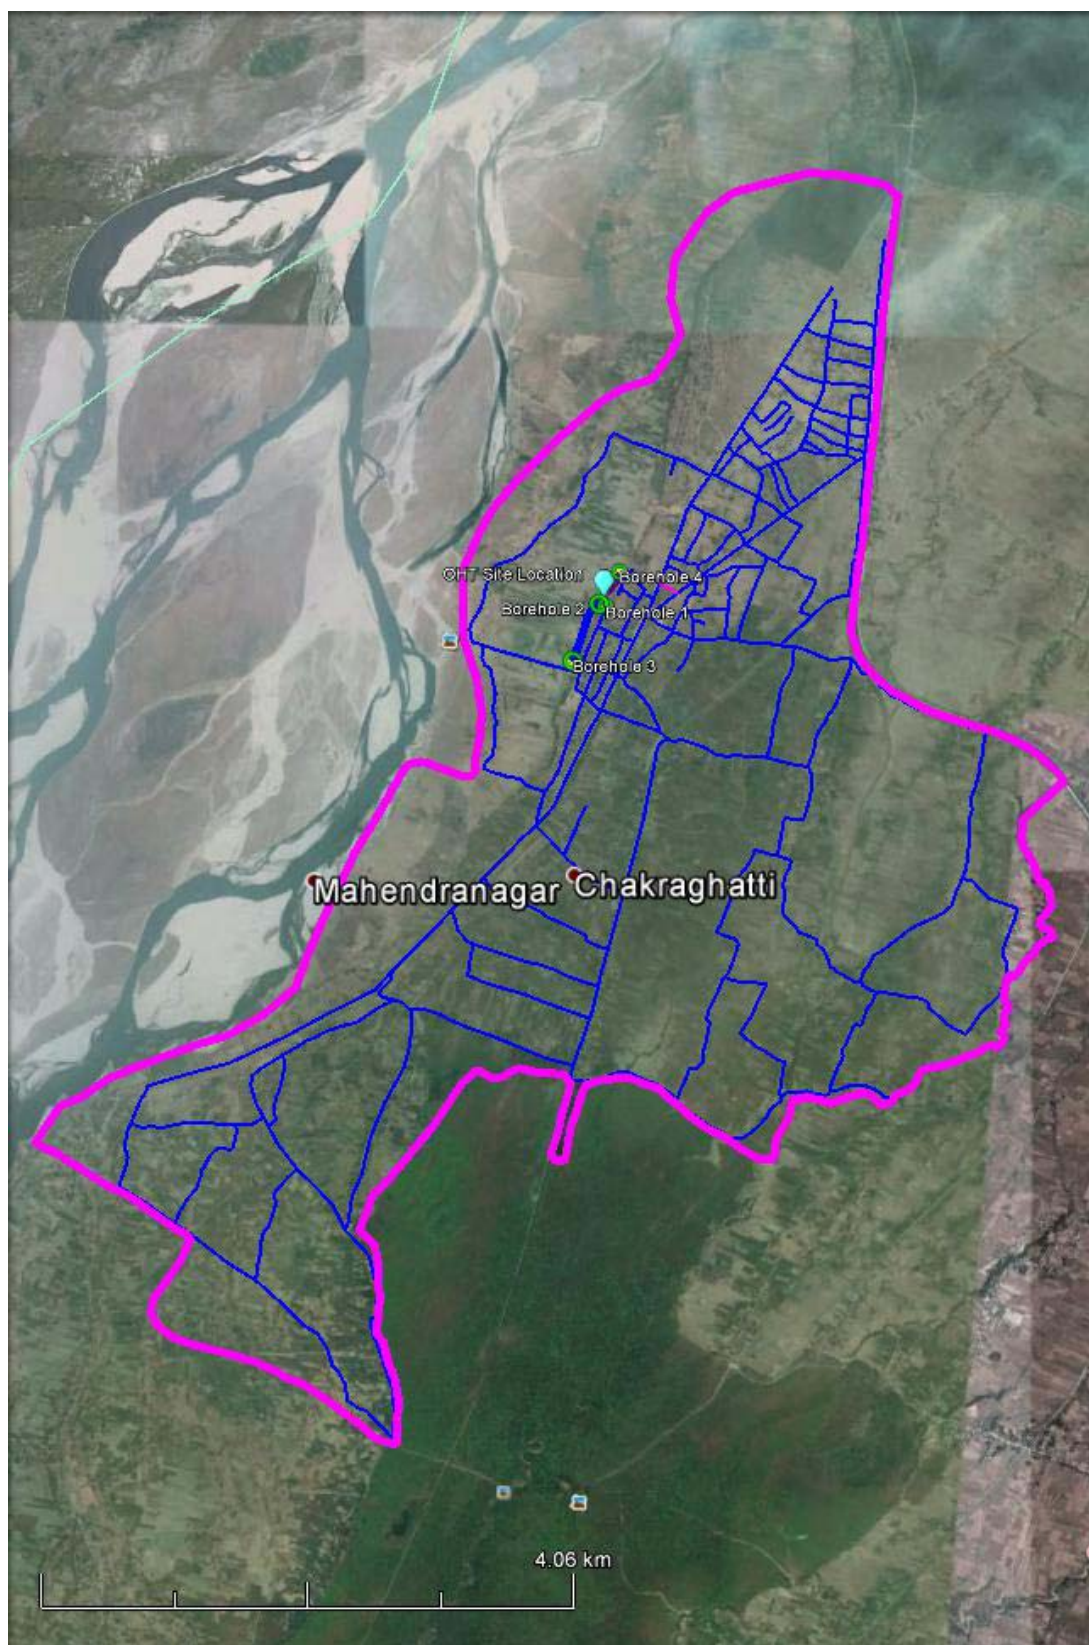 OHT Site Location
Borehole 4
Borehole 2
Borehole 1
Borehole 3
Mahendranagar
Chakraghatti
4.06 km